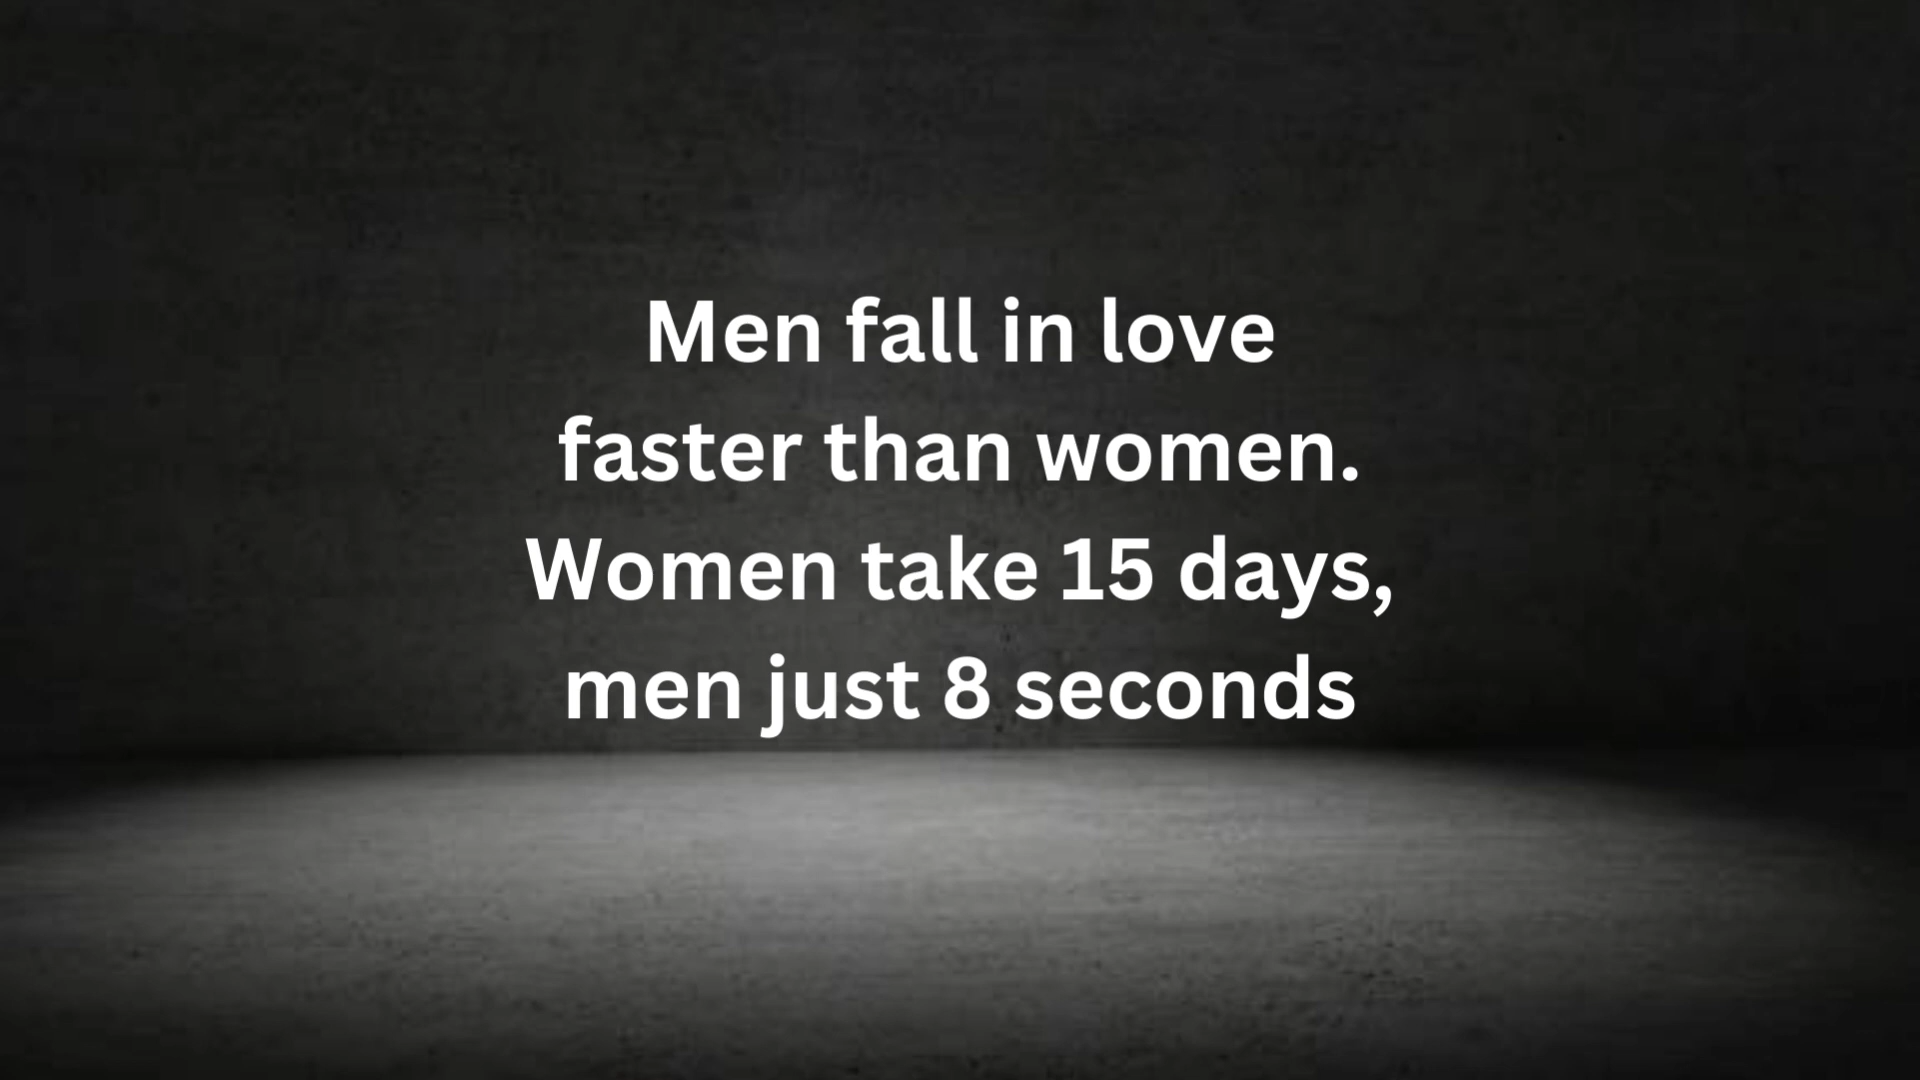 Men fall in love
faster than women.
Women take 15 days,
men just 8 seconds